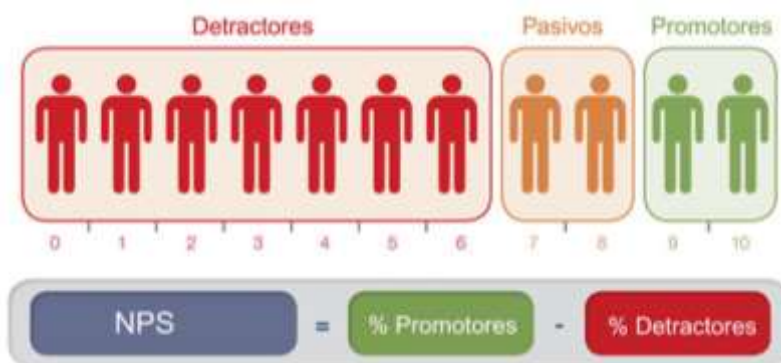 Detractores Pasivos Promotores
0 1 2 3 4 5 6 7 8 9 10
NPS = % Promotores - % Detractores